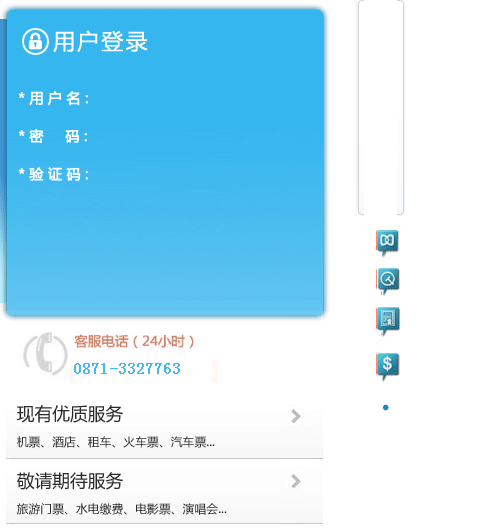 用户登录
* 用 户 名 :
* 密 码 :
* 验 证 码 :
客服电话（24小时）
0871-3327763
现有优质服务
机票、酒店、租车、火车票、汽车票...
敬请期待服务
旅游门票、水电缴费、电影票、演唱会...
$